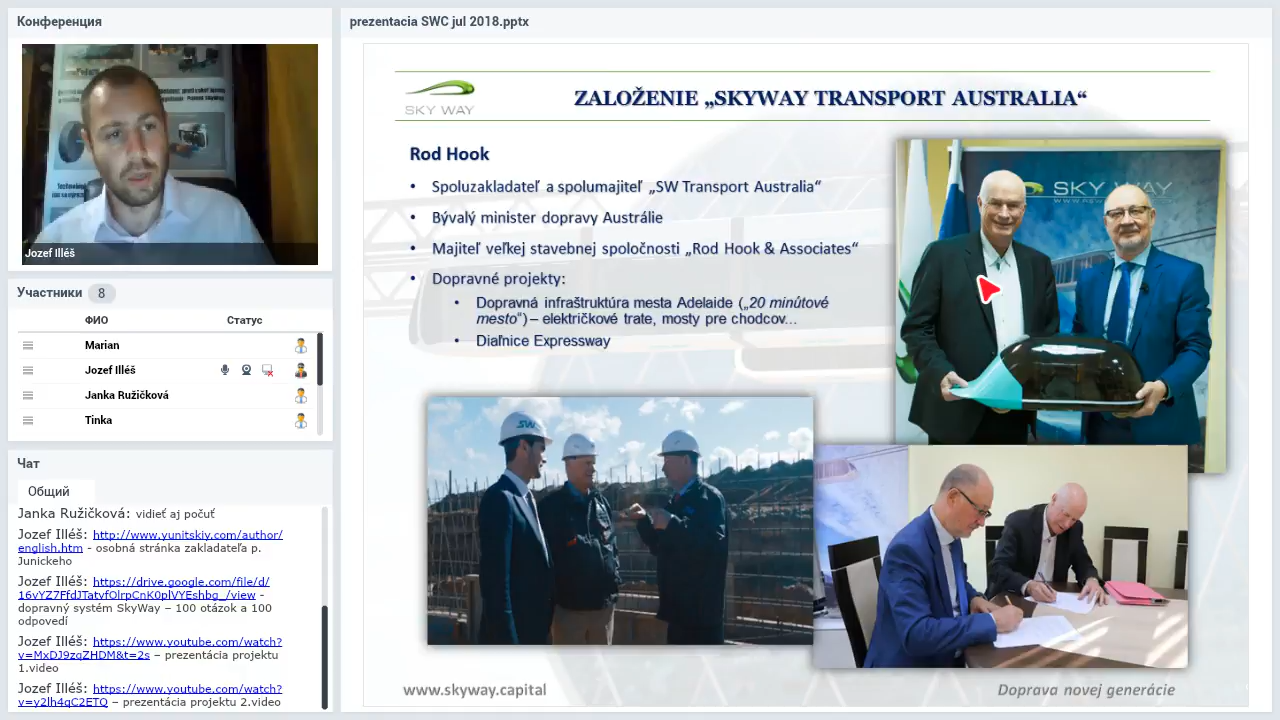 Конференция
Jozef Illéš
Участники 8
ФИО Статус
Marian
Jozef Illéš
Janka Ružičková
Tinka
Чат
Общий
Janka Ružičková: vidieť aj počuť
Jozef Illéš: http://www.yunitskiy.com/author/
english.htm - osobná stránka zakladateľa p.
Junickeho
Jozef Illéš: https://drive.google.com/file/d/
16vYZ7FfdJTatvfOlrpCnK0plVYEshbg_/view -
dopravný systém SkyWay – 100 otázok a 100
odpovedí
Jozef Illéš: https://www.youtube.com/watch?
v=MxDJ9zqZHDM&t=2s – prezentácia projektu
1.video
Jozef Illéš: https://www.youtube.com/watch?
v=y2lh4qC2ETQ – prezentácia projektu 2.video
prezentacia SWC jul 2018.pptx
SKY WAY
ZALOŽENIE „SKYWAY TRANSPORT AUSTRALIA“
Rod Hook
• Spoluzakladateľ a spolumajiteľ „SW Transport Australia“
• Bývalý minister dopravy Austrálie
• Majiteľ veľkej stavebnej spoločnosti „Rod Hook & Associates“
• Dopravné projekty:
• Dopravná infraštruktúra mesta Adelaide („20 minútové
mesto“) – električkové trate, mosty pre chodcov...
• Diaľnice Expressway
SKY WAY
SW
www.skyway.capital
Doprava novej generácie